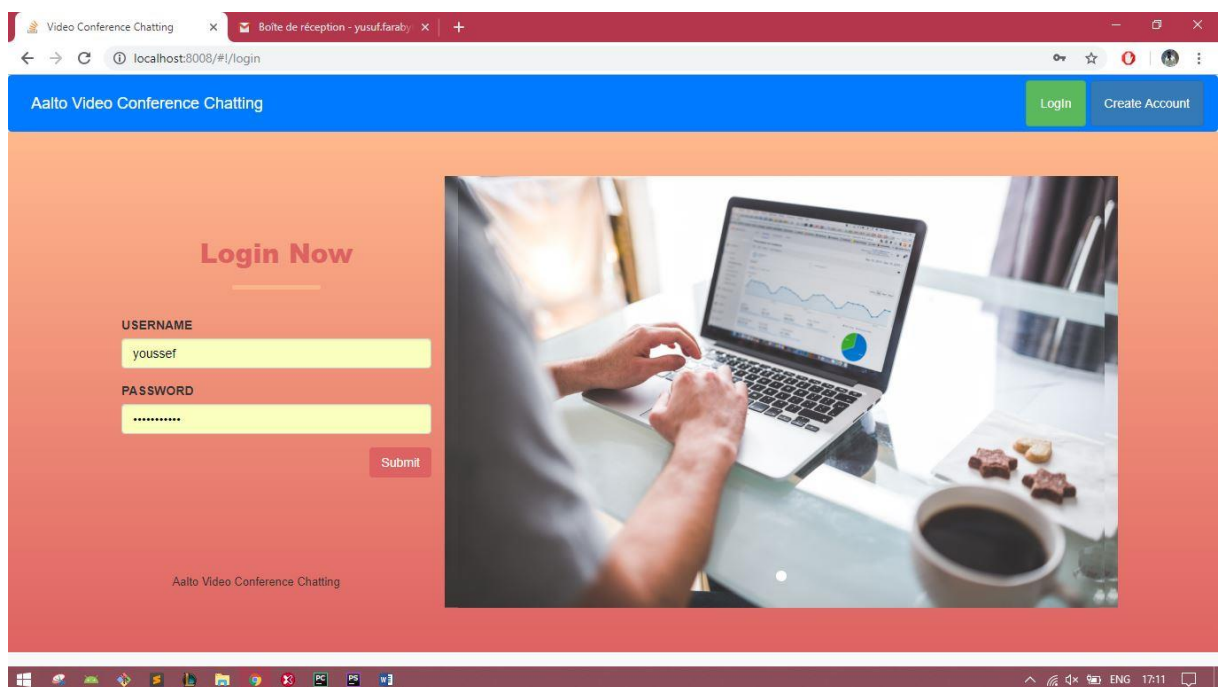 Video Conference Chatting
Boîte de réception - yusuf.faraby
localhost:8008/#!/login
Aalto Video Conference Chatting
LogIn
Create Account
Login Now
USERNAME
youssef
PASSWORD
•••••••••••
Submit
Aalto Video Conference Chatting
ENG 17:11